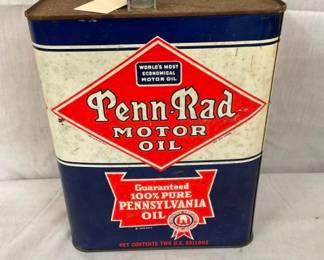 WORLD'S MOST
ECONOMICAL
MOTOR OIL
Penn-Rad
MOTOR
OIL
Guaranteed
100% PURE
PENNSYLVANIA
OIL
NET CONTENTS TWO U.S. GALLONS